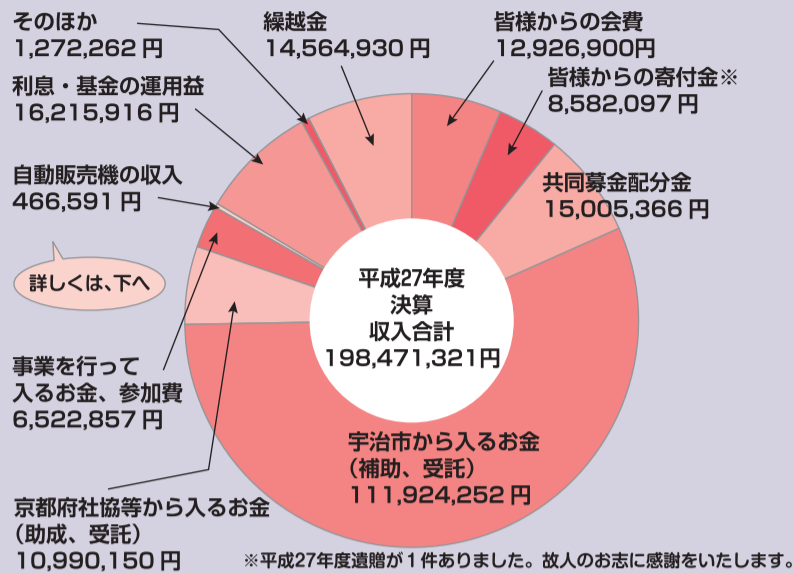 そのほか
1,272,262 円
繰越金
14,564,930 円
皆様からの会費
12,926,900円
皆様からの寄付金※
8,582,097 円
利息・基金の運用益
16,215,916 円
自動販売機の収入
466,591 円
共同募金配分金
15,005,366 円
詳しくは、下へ
平成27年度
決算
収入合計
198,471,321円
事業を行って
入るお金、参加費
6,522,857 円
宇治市から入るお金
（補助、受託）
111,924,252 円
京都府社協等から入るお金
（助成、受託）
10,990,150 円
※平成27年度遺贈が１件ありました。故人のお志に感謝をいたします。